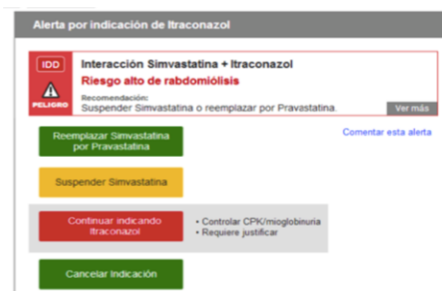 Alerta por indicación de Itraconazol
IDD
Interacción Simvastatina + Itraconazol
Riesgo alto de rabdomiólisis
PELIGRO
Recomendación:
Suspender Simvastatina o reemplazar por Pravastatina.
Ver más
Reemplazar Simvastatina
por Pravastatina
Comentar esta alerta
Suspender Simvastatina
Continuar indicando
Itraconazol
• Controlar CPK/mioglobinuria
• Requiere justificar
Cancelar Indicación